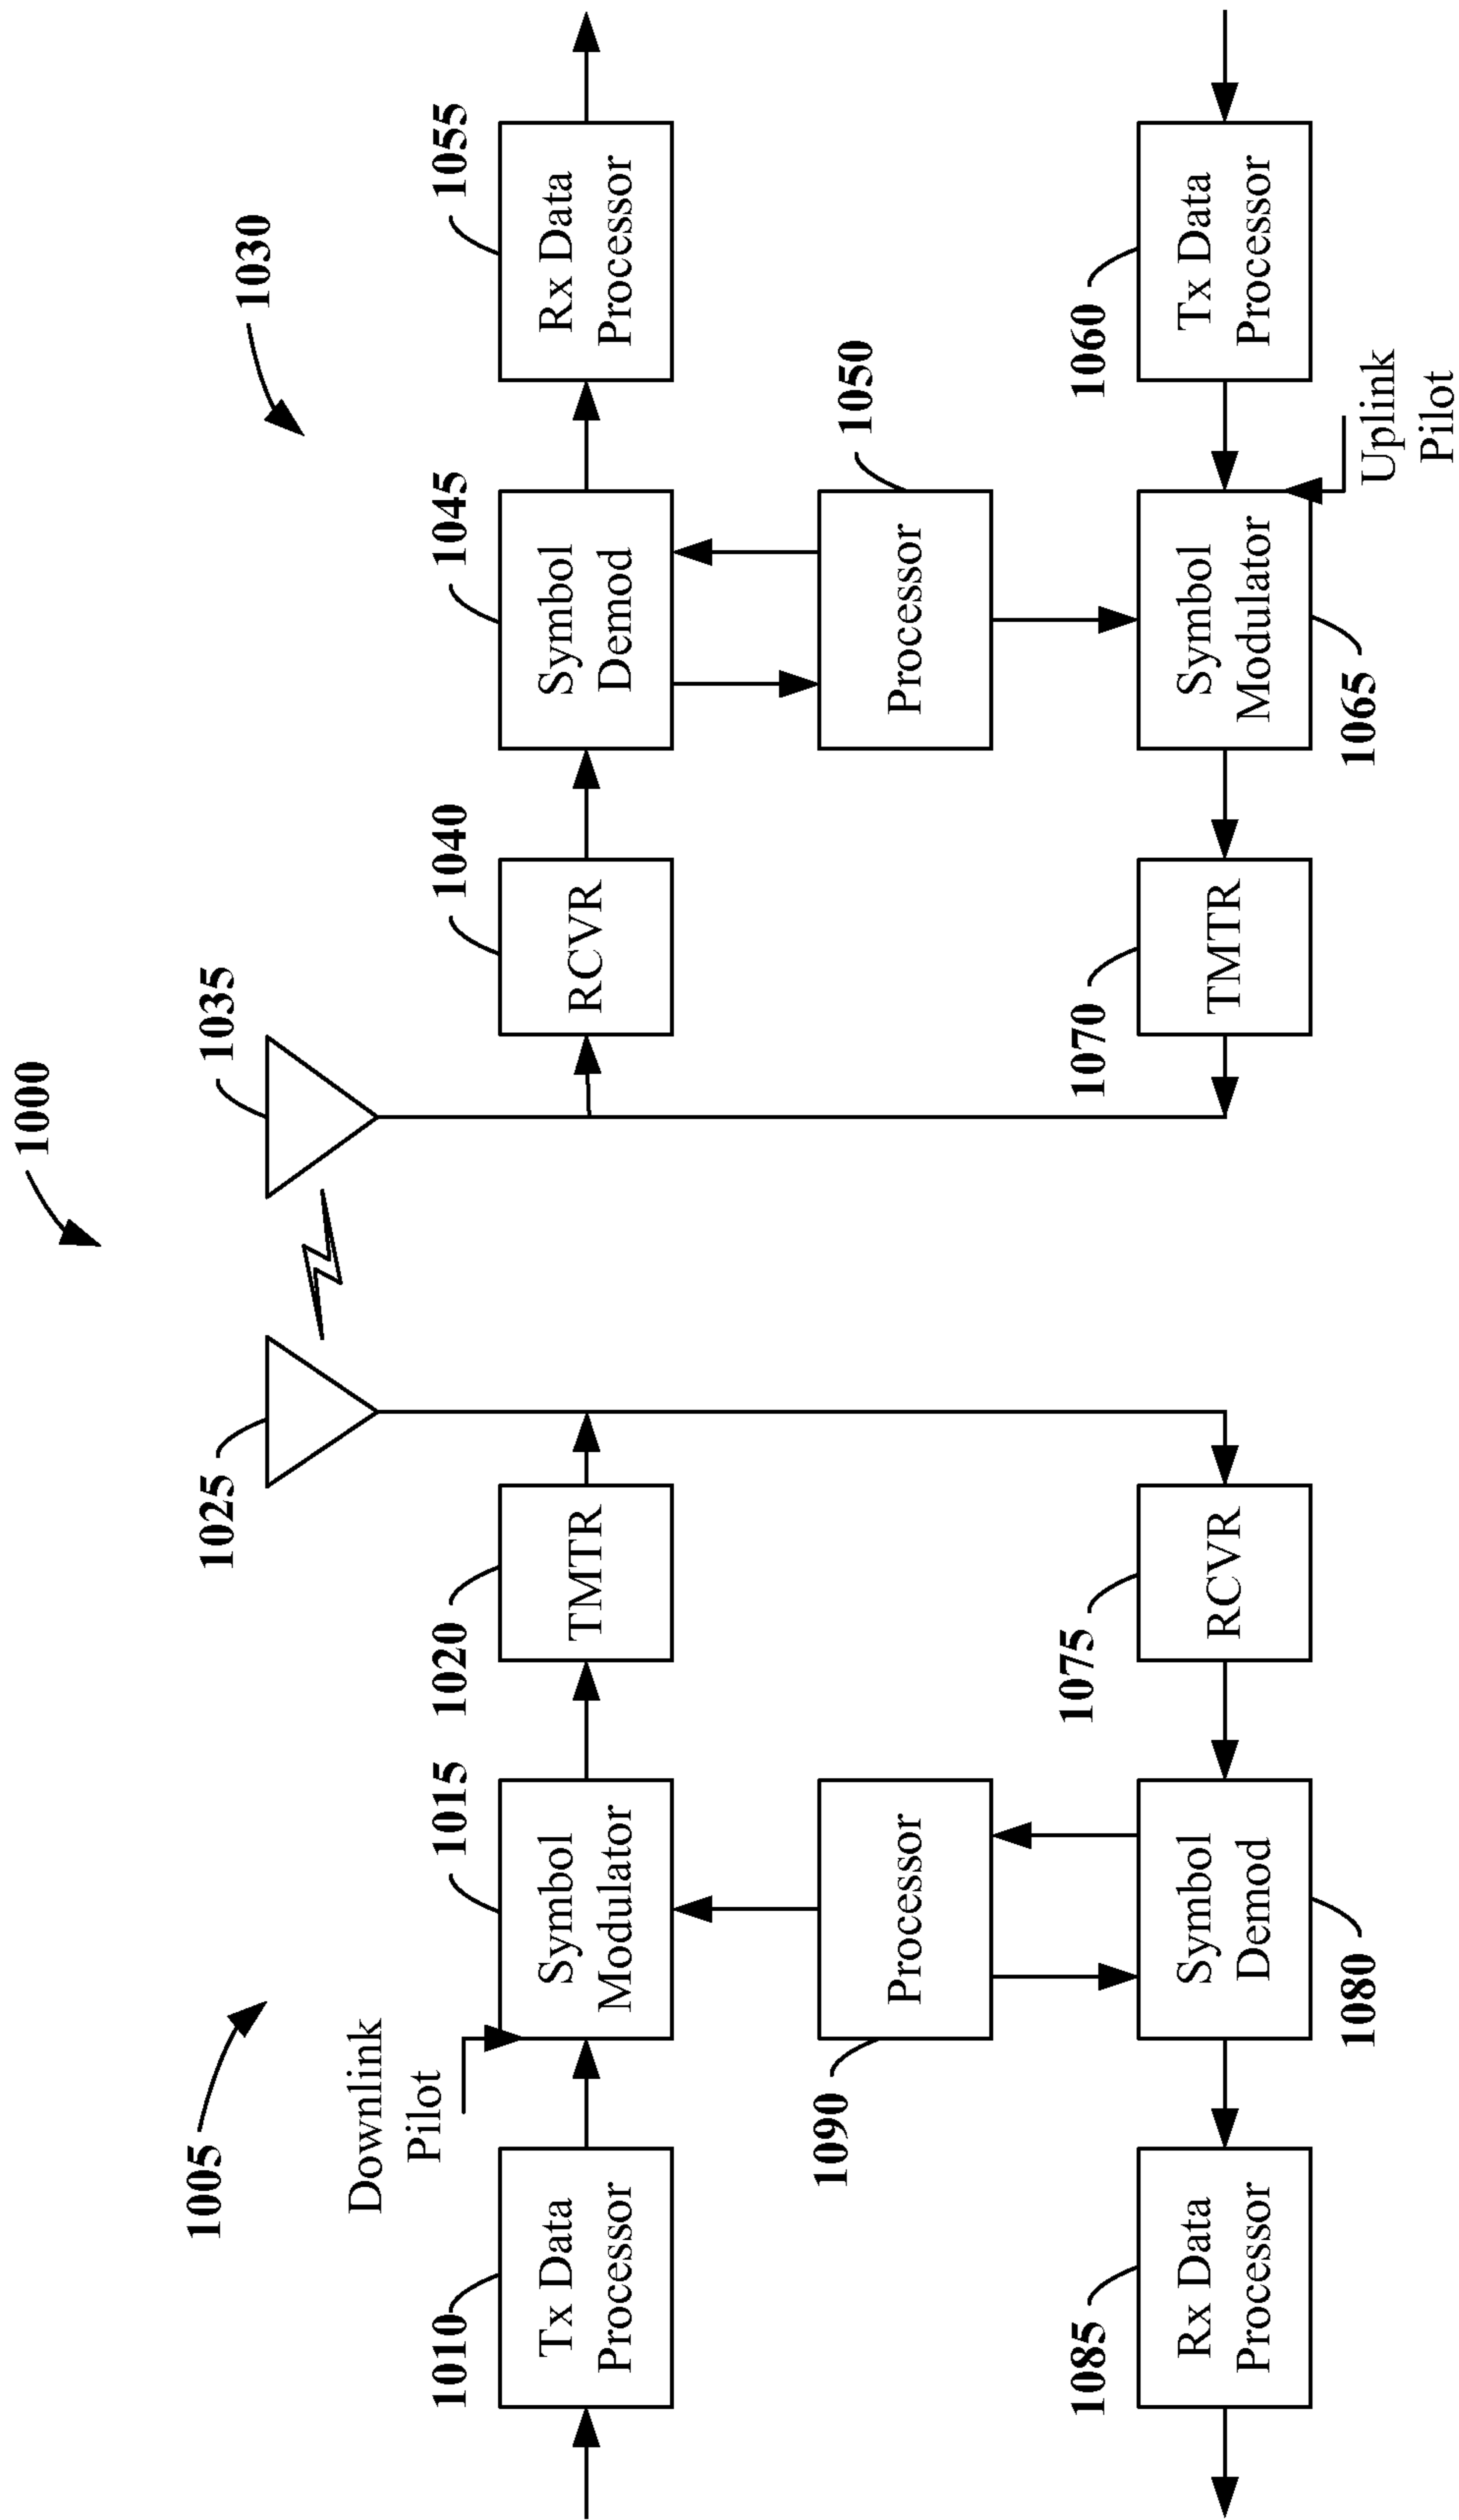 1000
1005
1025
1035
1030
Downlink
Pilot
1010
Tx Data
Processor
1015
Symbol
Modulator
1020
TMTR
1040
RCVR
1045
Symbol
Demod
1055
Rx Data
Processor
1090
Processor
1050
Processor
1085
Rx Data
Processor
1080
Symbol
Demod
1075
RCVR
1070
TMTR
1065
Symbol
Modulator
1060
Tx Data
Processor
Uplink
Pilot